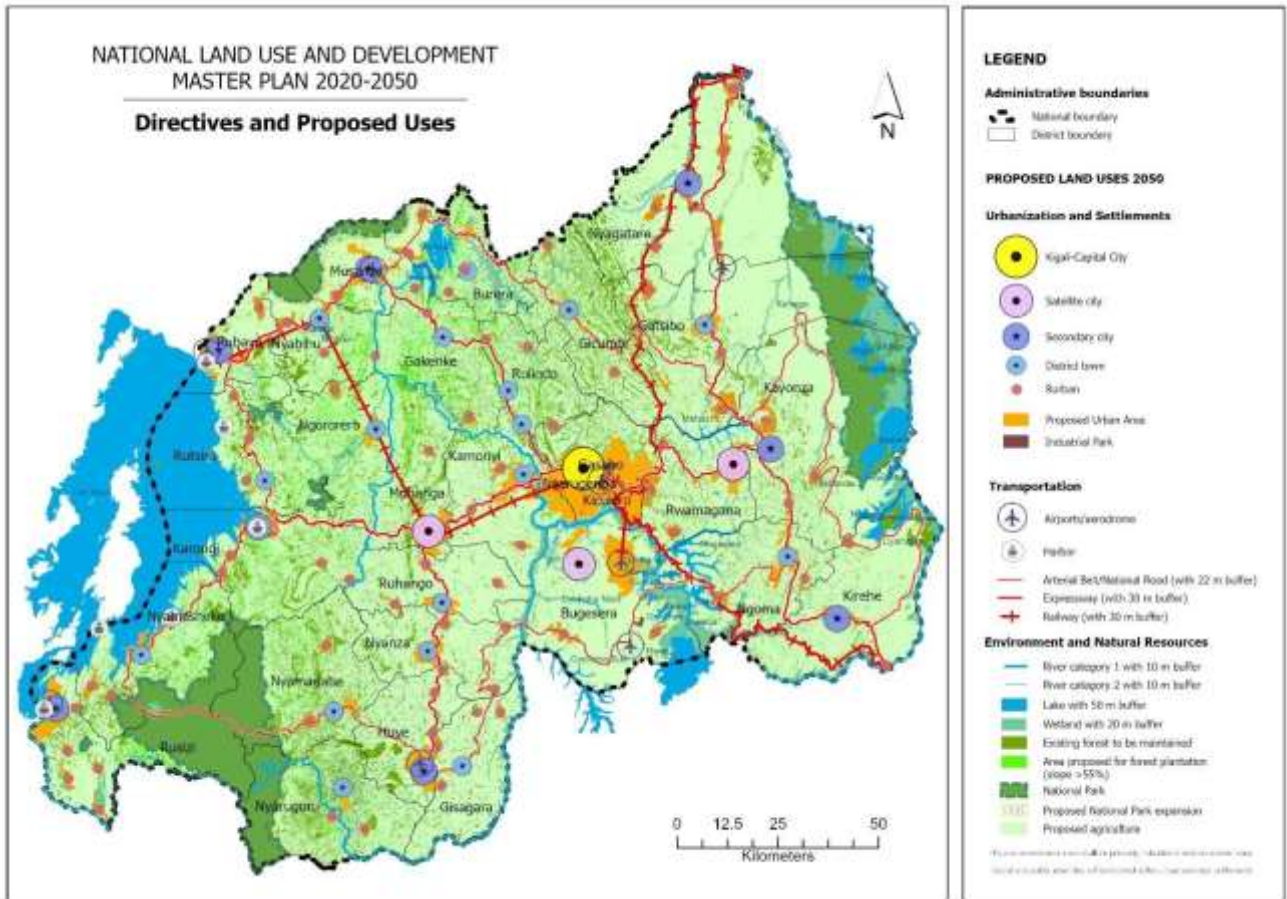 NATIONAL LAND USE AND DEVELOPMENT
MASTER PLAN 2020-2050
Directives and Proposed Uses
N
Nyagatare
Musanze
Burera
Gatsibo
Gicumbi
Rubavu
Nyabihu
Gakenke
Rulindo
Kayonza
Ngororero
Rutsiro
Kamonyi
Nyarugenge
Muhanga
Rwamagana
Karongi
Ruhango
Bugesera
Kirehe
Ngoma
Nyamasheke
Nyanza
Nyamagabe
Huye
Rusizi
Nyaruguru
Gisagara
0 12.5 25 50
Kilometers
LEGEND
Administrative boundaries
National boundary
District boundery
PROPOSED LAND USES 2050
Urbanization and Settlements
Kigali-Capital City
Satellite city
Secondary city
District town
Rurban
Proposed Urban Area
Industrial Park
Transportation
Airports/aerodrome
Harbor
Arterial Belt/National Road (with 22 m buffer)
Expressway (with 30 m buffer)
Railway (with 30 m buffer)
Environment and Natural Resources
River category 1 with 10 m buffer
River category 2 with 10 m buffer
Lake with 50 m buffer
Wetland with 20 m buffer
Existing forest to be maintained
Area proposed for forest plantation
(slope >55%)
National Park
Proposed National Park expansion
Proposed agriculture